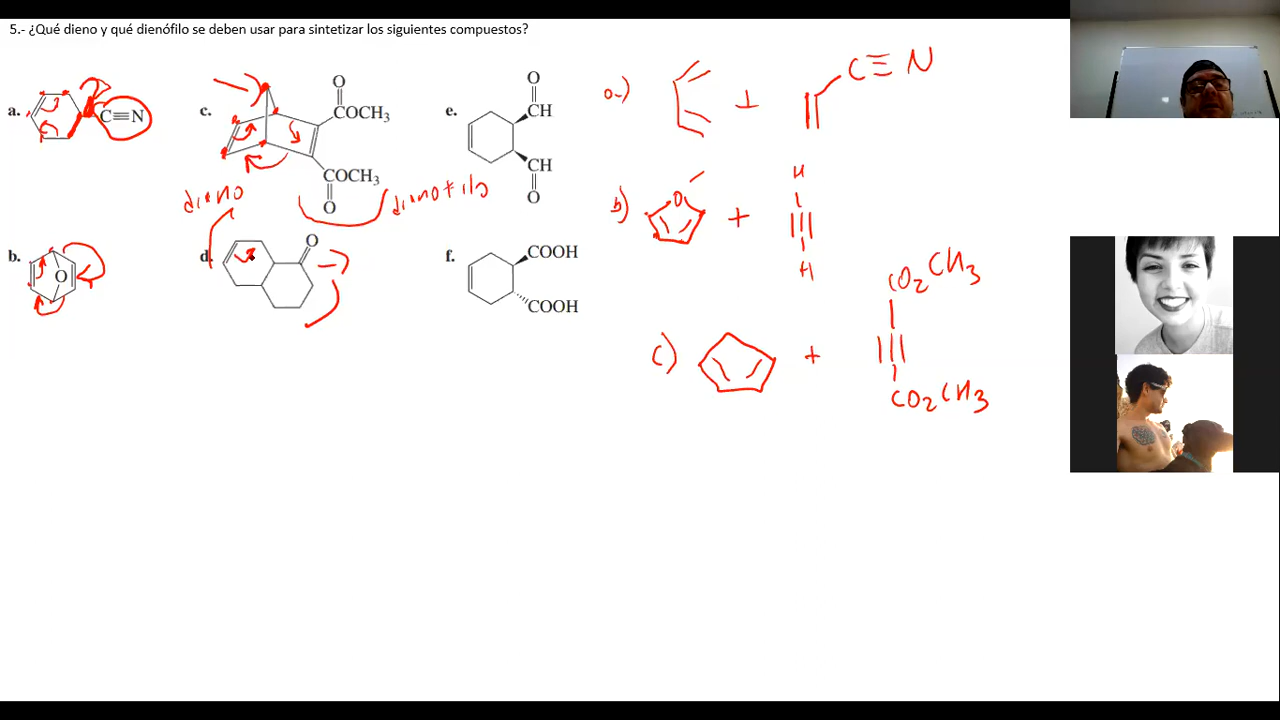 5.- ¿Qué dieno y qué dienófilo se deben usar para sintetizar los siguientes compuestos?
a.
C≡N
c.
O
COCH3
COCH3
O
dieno
dienofilo
e.
O
CH
CH
O
b.
O
d.
O
f.
COOH
COOH
a)
+
C≡N
b)
O
+
H
H
c)
+
CO2CH3
CO2CH3